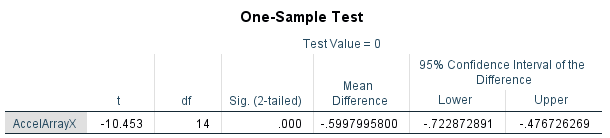 One-Sample Test
Test Value = 0
95% Confidence Interval of the
Difference
t df Sig. (2-tailed) Mean
Difference Lower Upper
AccelArrayX -10.453 14 .000 -.5997995800 -.722872891 -.476726269